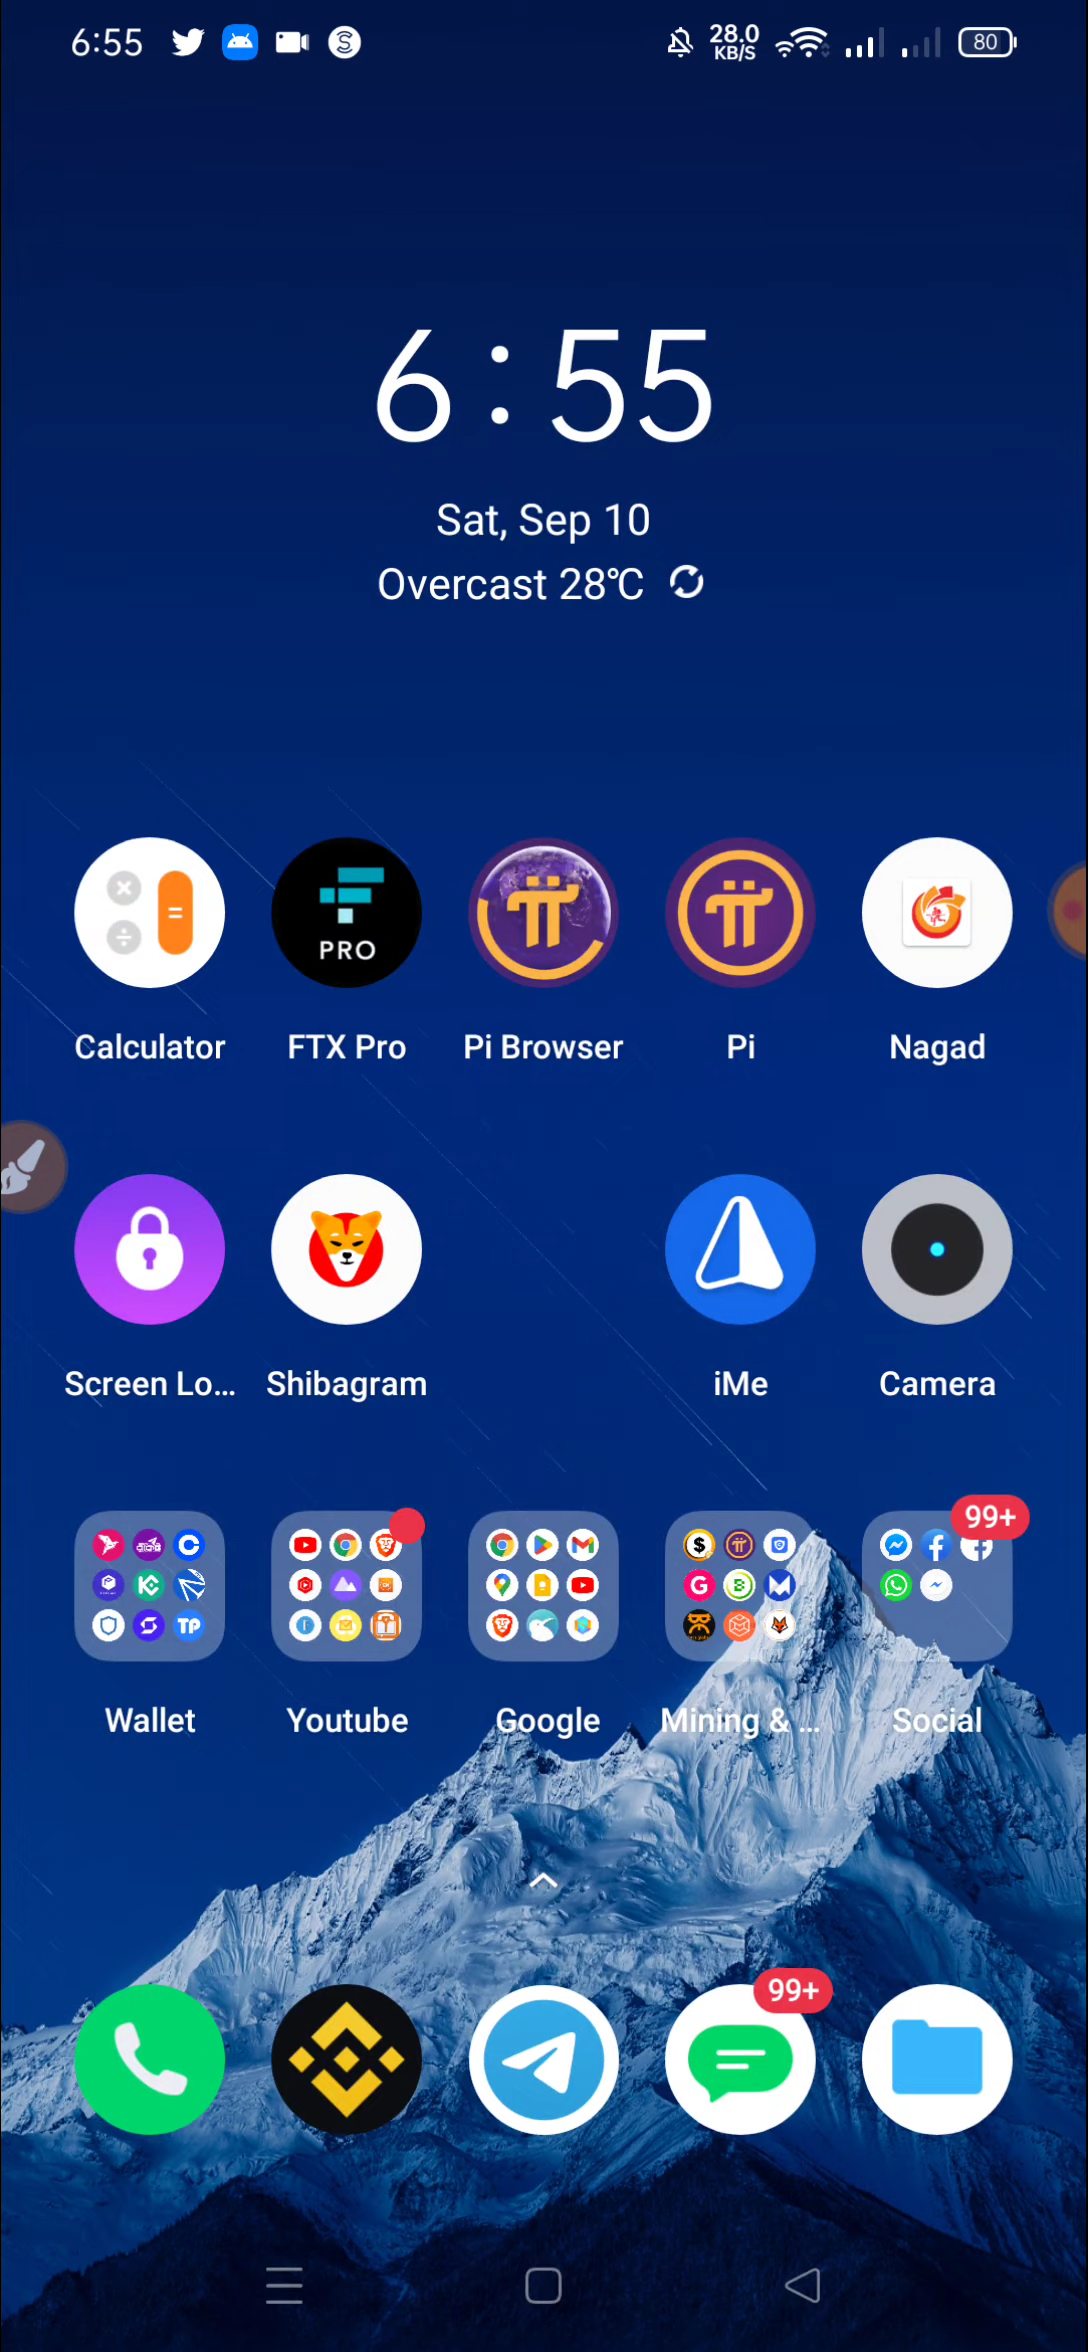 6:55
28.0
KB/S
80
6:55
Sat, Sep 10
Overcast 28℃
PRO
Calculator
FTX Pro
Pi Browser
Pi
Nagad
Screen Lo...
Shibagram
iMe
Camera
99+
TP
Wallet
Youtube
Google
Mining & ...
Social
99+